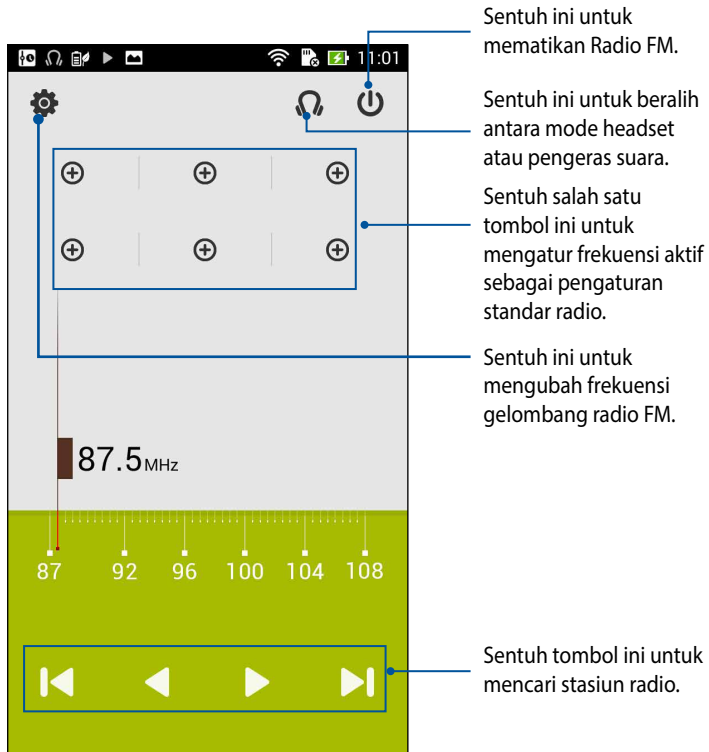 Sentuh ini untuk
mematikan Radio FM.
11:01
Sentuh ini untuk beralih
antara mode headset
atau pengeras suara.
Sentuh salah satu
tombol ini untuk
mengatur frekuensi aktif
sebagai pengaturan
standar radio.
Sentuh ini untuk
mengubah frekuensi
gelombang radio FM.
87.5 MHz
87 92 96 100 104 108
Sentuh tombol ini untuk
mencari stasiun radio.